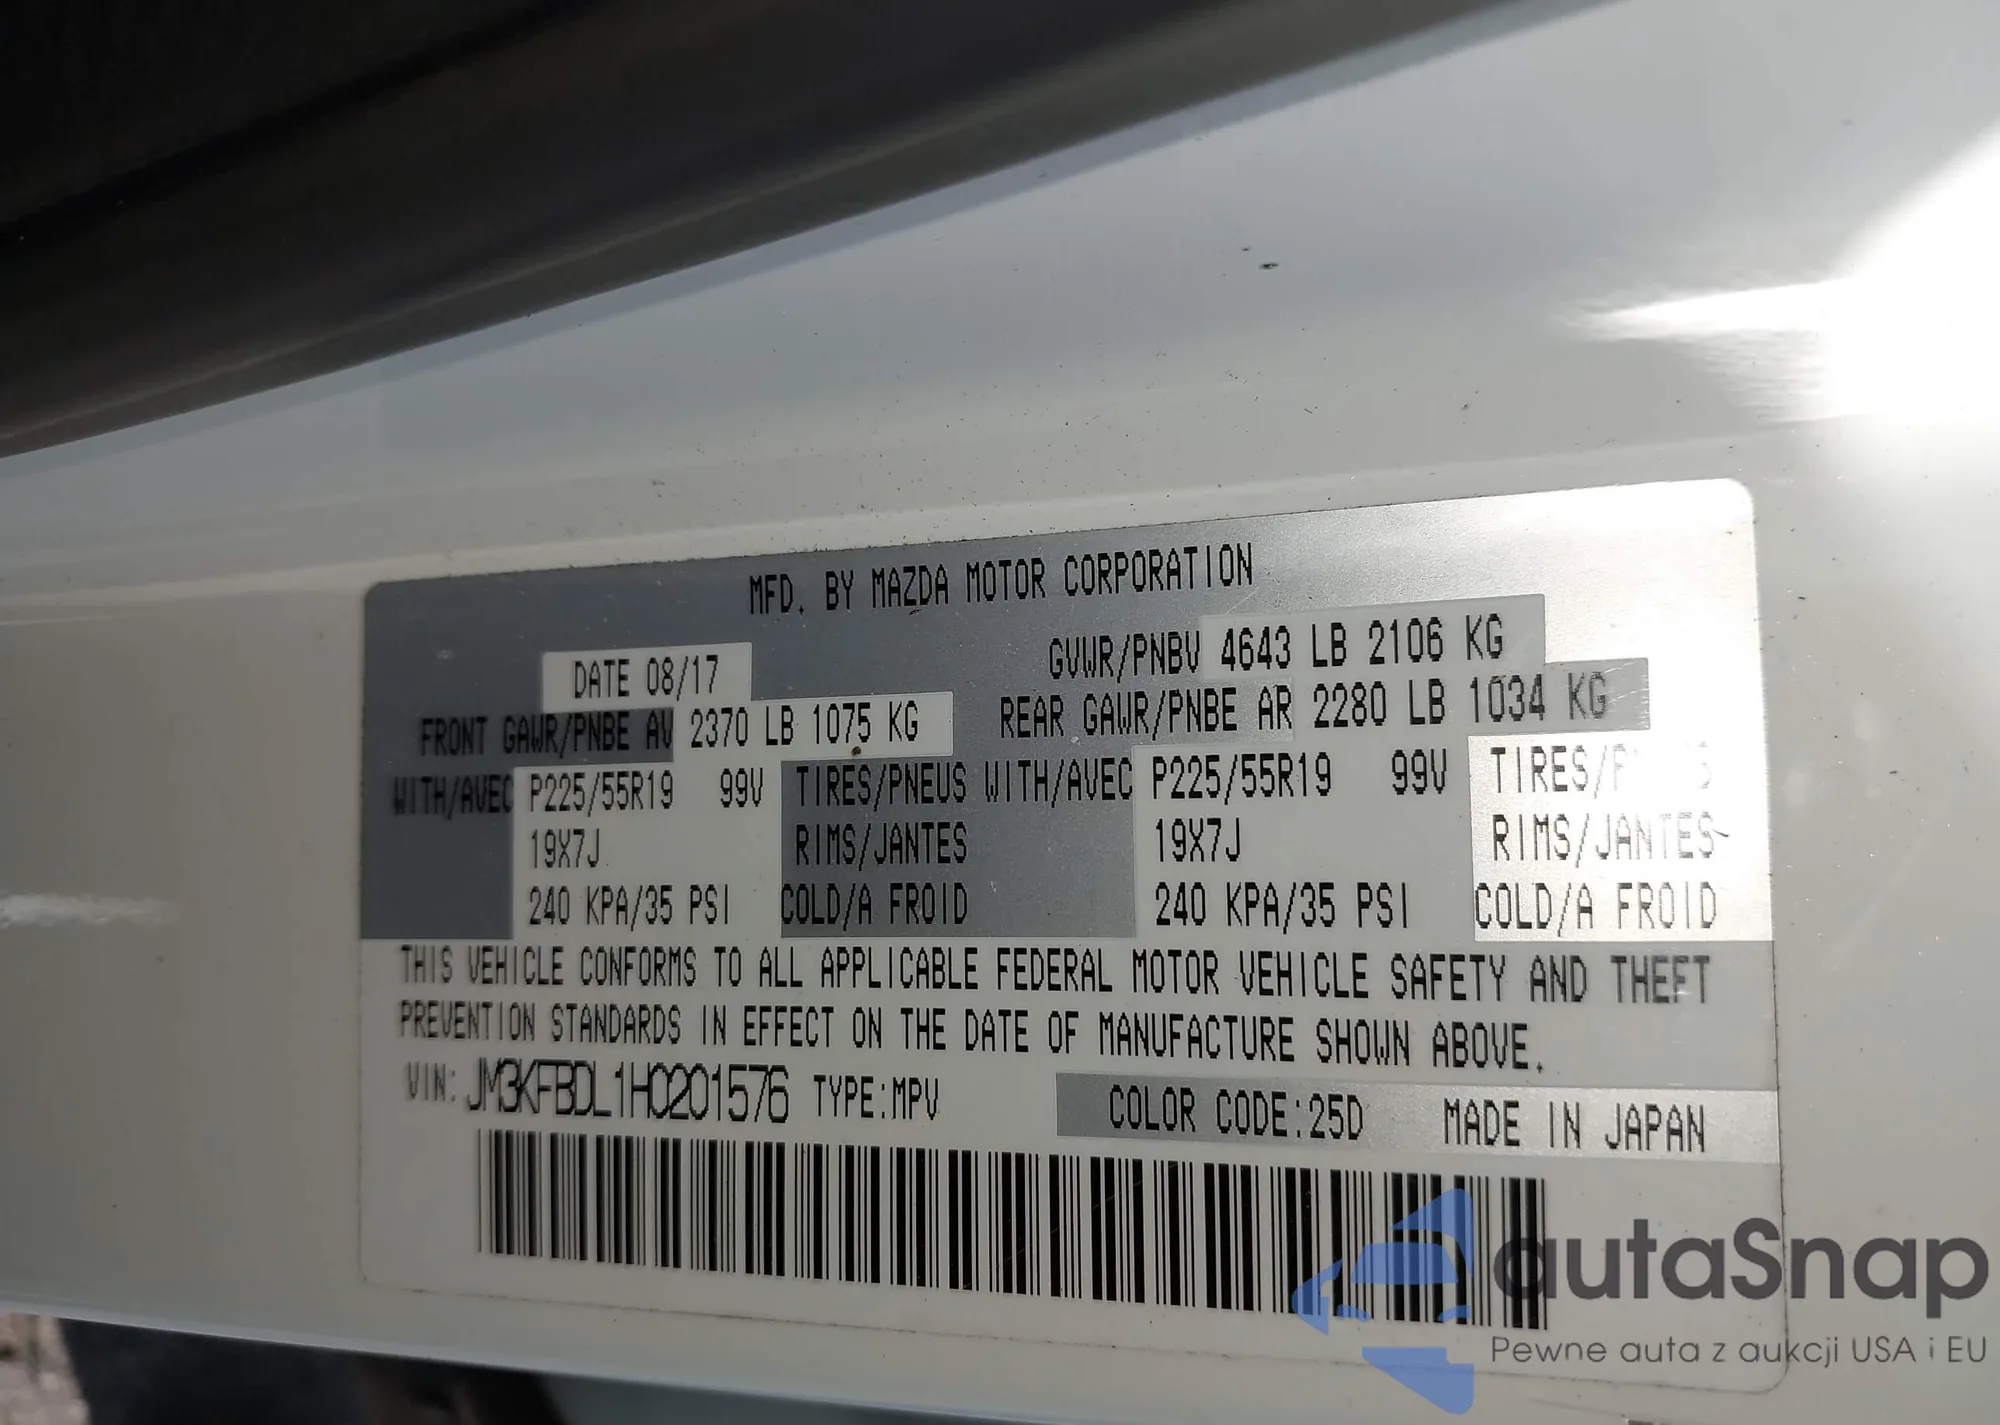 MFD. BY MAZDA MOTOR CORPORATION
DATE 08/17 GVWR/PNBV 4643 LB 2106 KG
FRONT GAWR/PNBE AV 2370 LB 1075 KG REAR GAWR/PNBE AR 2280 LB 1034 KG
WITH/AVEC P225/55R19 99V TIRES/PNEUS WITH/AVEC P225/55R19 99V TIRES/
19X7J RIMS/JANTES 19X7J RIMS/JANTES
240 KPA/35 PSI COLD/A FROID 240 KPA/35 PSI COLD/A FROID
THIS VEHICLE CONFORMS TO ALL APPLICABLE FEDERAL MOTOR VEHICLE SAFETY AND THEFT
PREVENTION STANDARDS IN EFFECT ON THE DATE OF MANUFACTURE SHOWN ABOVE.
VIN: JM3KFBDL1H0201576 TYPE:MPV COLOR CODE:25D MADE IN JAPAN
autaSnap
Pewne auta z aukcji USA i EU